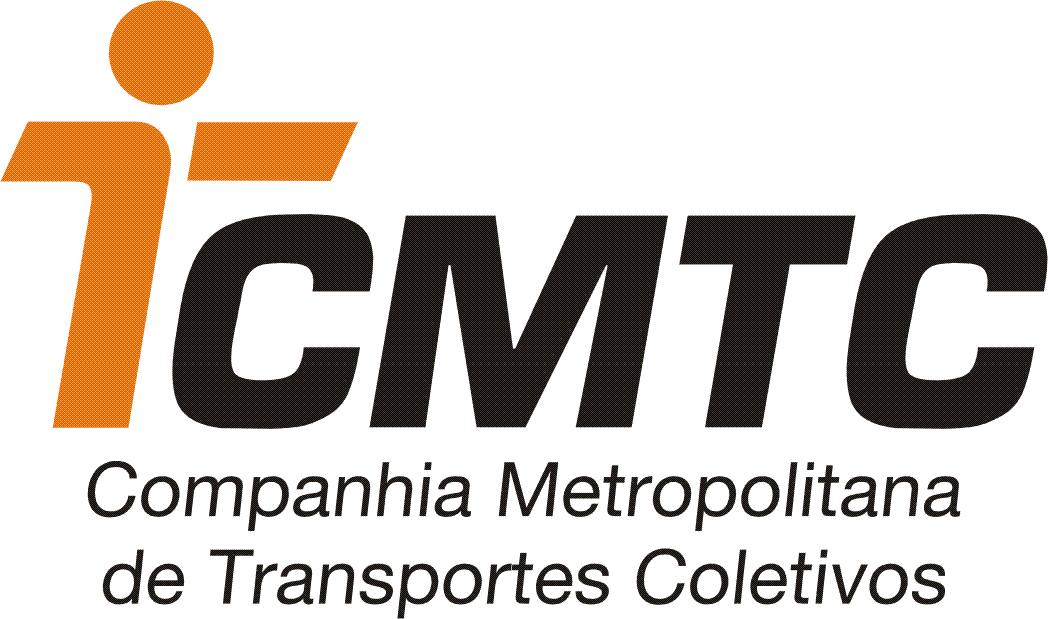 CMTC
Companhia Metropolitana
de Transportes Coletivos